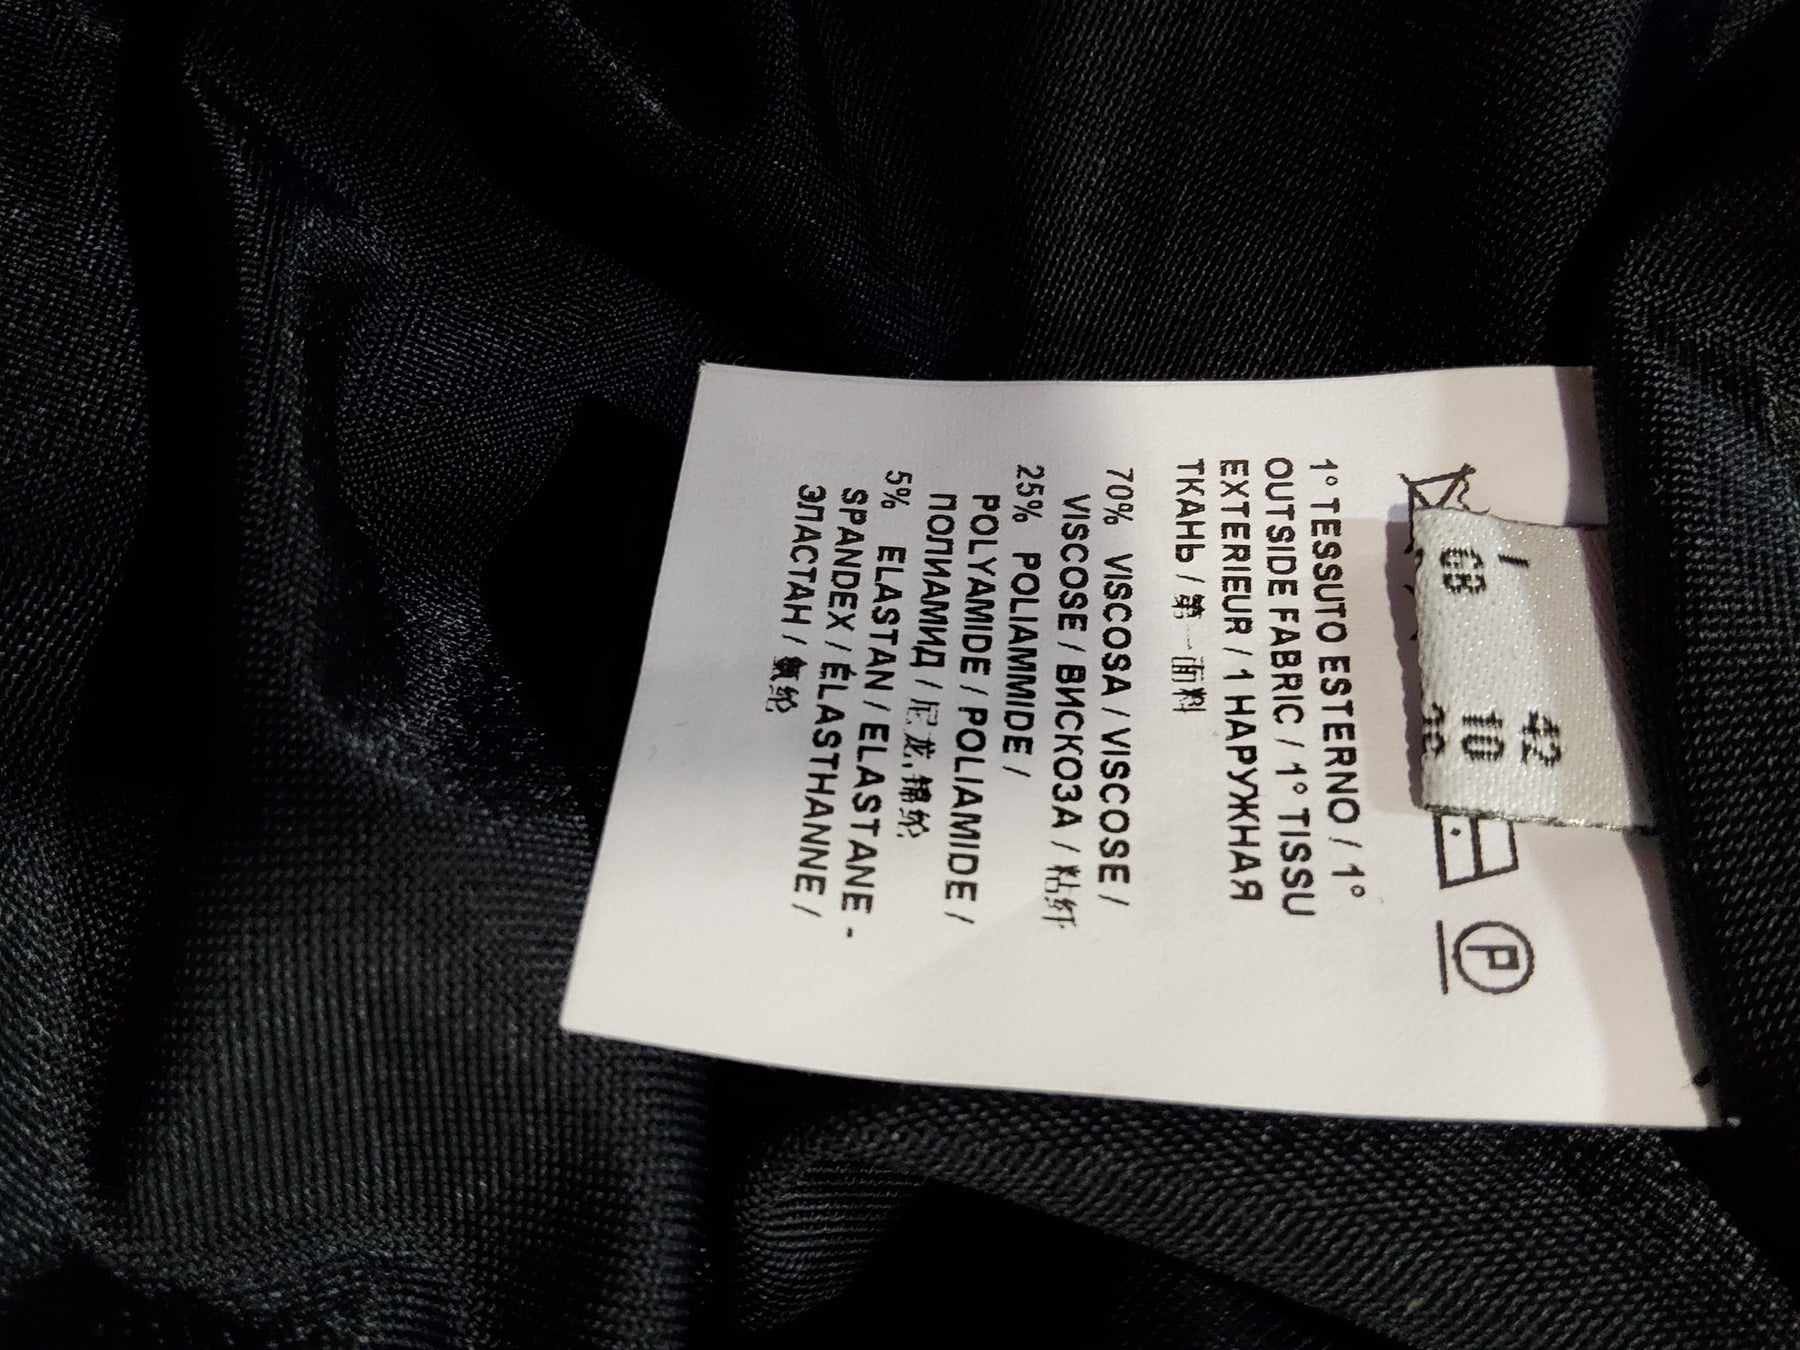 I 42
GB 10
P
1° TESSUTO ESTERNO / 1°
OUTSIDE FABRIC / 1° TISSU
EXTERIEUR / 1 НАРУЖНАЯ
ТКАНЬ / 第一面料
70% VISCOSA / VISCOSE /
VISCOSE / ВИСКОЗА / 粘纤
25% POLIAMMIDE /
POLYAMIDE / POLIAMIDE /
ПОЛИАМИД / 尼龙,锦纶
5% ELASTAN / ELASTANE -
SPANDEX / ÉLASTHANNE /
ЭЛАСТАН / 氨纶